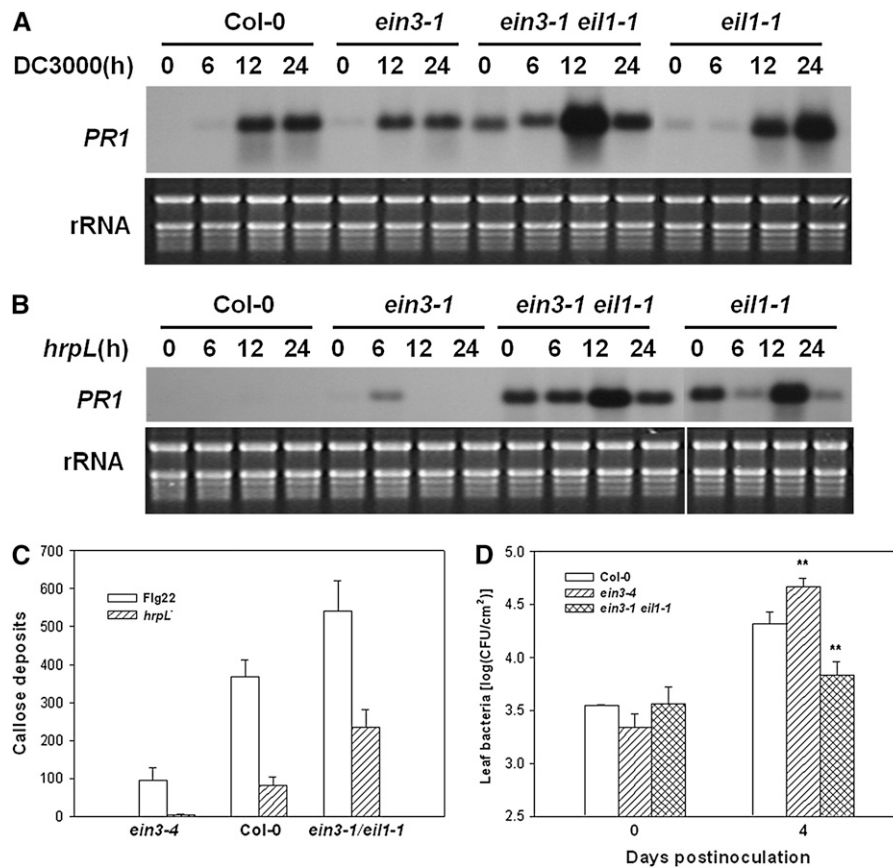 A
Col-0 ein3-1 ein3-1 eil1-1 eil1-1
DC3000(h) 0 6 12 24 0 6 12 24 0 6 12 24 0 6 12 24
PR1
rRNA
B
Col-0 ein3-1 ein3-1 eil1-1 eil1-1
hrpL(h) 0 6 12 24 0 6 12 24 0 6 12 24 0 6 12 24
PR1
rRNA
C
700
600
500
400
300
200
100
0
Callose deposits
Flg22
hrpL-
ein3-4 Col-0 ein3-1/eil1-1
D
5.0
4.5
4.0
3.5
3.0
2.5
Leaf bacteria [log(CFU/cm²)]
Col-0
ein3-4
ein3-1 eil1-1
**
**
0 4
Days postinoculation